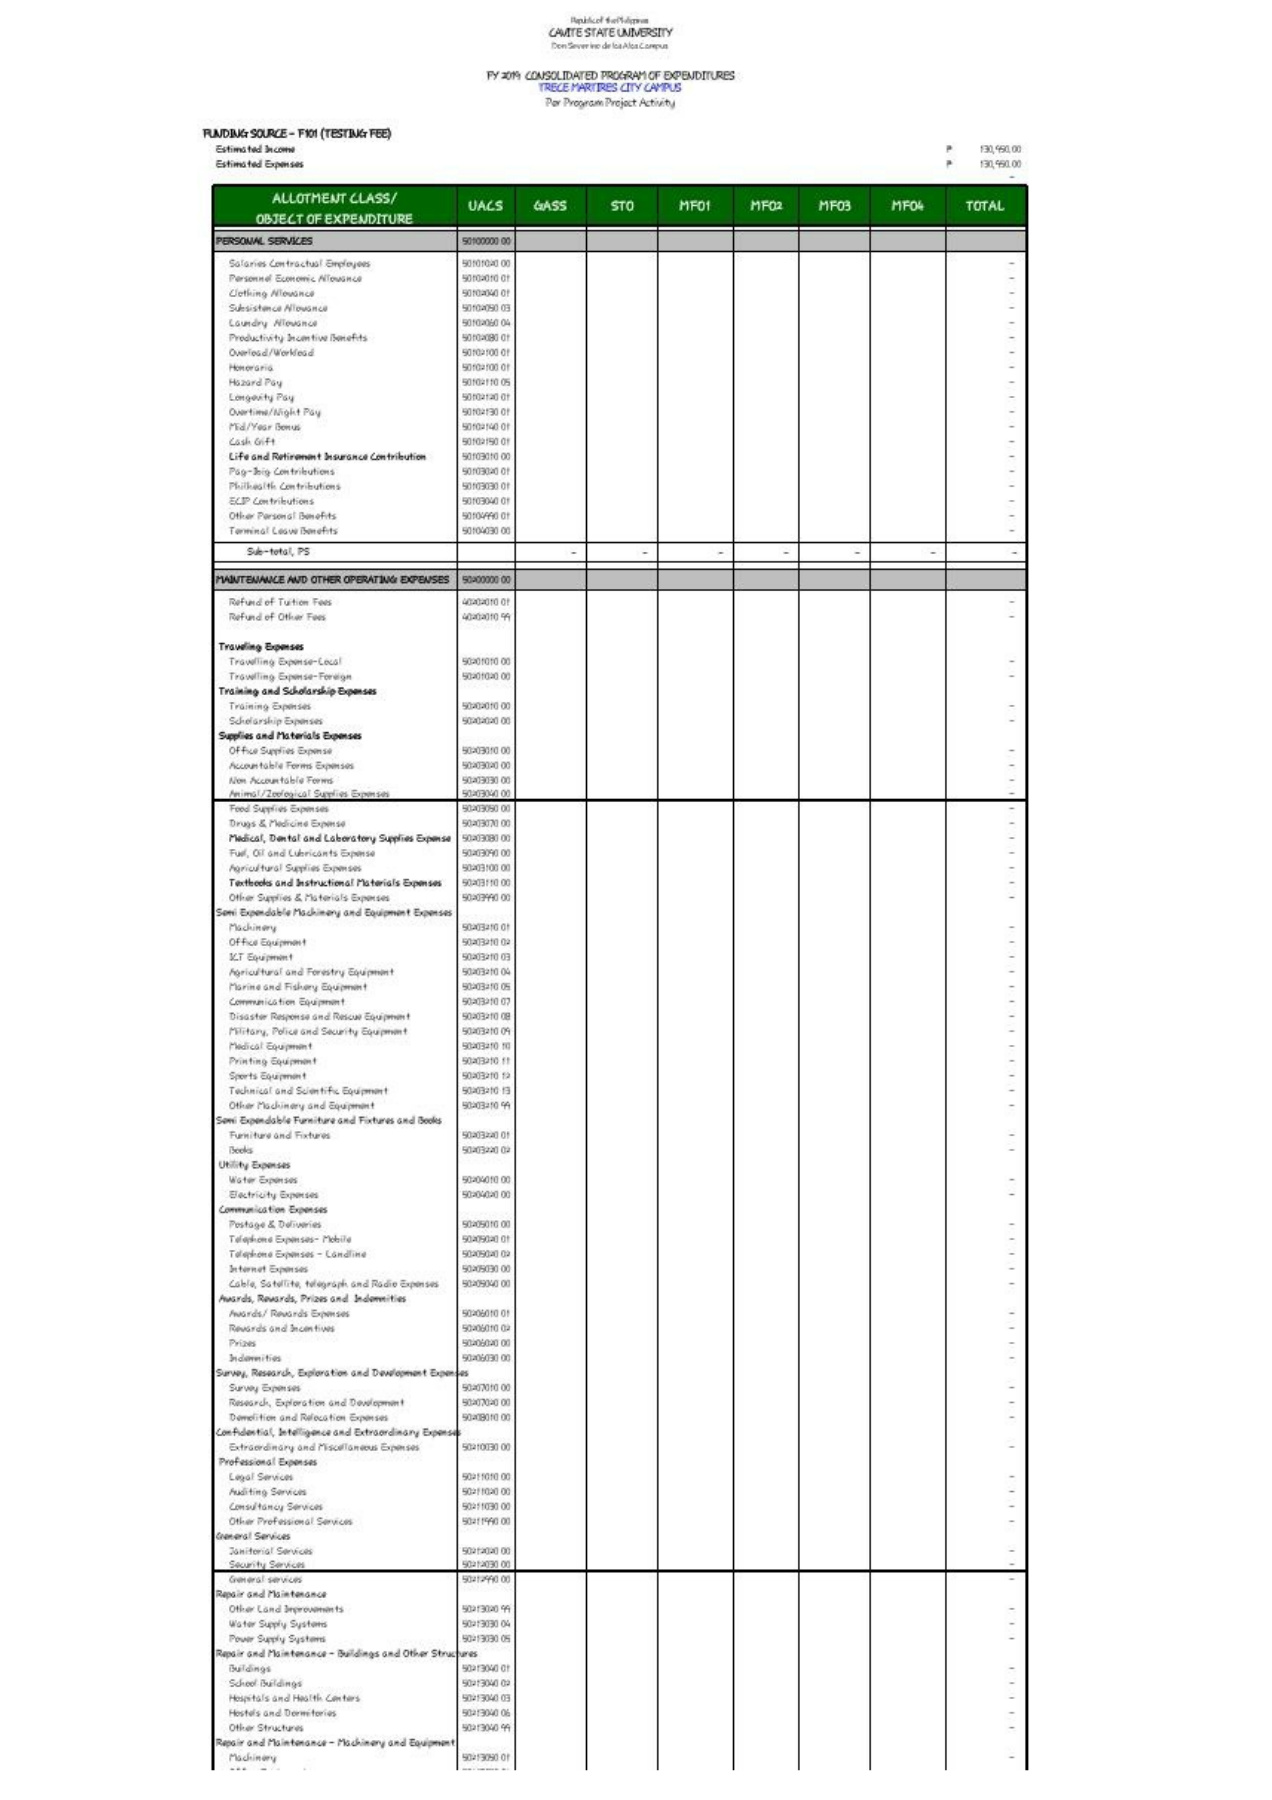 Republic of the Philippines
CAVITE STATE UNIVERSITY
Don Severino de las Alas Campus
FY 2019 CONSOLIDATED PROGRAM OF EXPENDITURES
TRECE MARTIRES CITY CAMPUS
Per Program Project Activity
FUNDING SOURCE - F101 (TESTING FEE)
Estimated Income ₱ 130,950.00
Estimated Expenses ₱ 130,950.00
-
ALLOTMENT CLASS/
OBJECT OF EXPENDITURE UACS GASS STO MFO1 MFO2 MFO3 MFO4 TOTAL
PERSONAL SERVICES 50100000 00
Salaries Contractual Employees 50101020 00 -
Personnel Economic Allowance 50102010 01 -
Clothing Allowance 50102040 01 -
Subsistence Allowance 50102050 03 -
Laundry Allowance 50102060 04 -
Productivity Incentive Benefits 50102080 01 -
Overload/Workload 50102100 01 -
Honoraria 50102100 01 -
Hazard Pay 50102110 05 -
Longevity Pay 50102120 01 -
Overtime/Night Pay 50102130 01 -
Mid/Year Bonus 50102140 01 -
Cash Gift 50102150 01 -
Life and Retirement Insurance Contribution 50103010 00 -
Pag-Ibig Contributions 50103020 01 -
Philhealth Contributions 50103030 01 -
ECIP Contributions 50103040 01 -
Other Personal Benefits 50104990 01 -
Terminal Leave Benefits 50104030 00 -
Sub-total, PS - - - - - - -
MAINTENANCE AND OTHER OPERATING EXPENSES 50200000 00
Refund of Tuition Fees 40202010 01 -
Refund of Other Fees 40202010 99 -
Traveling Expenses
Travelling Expense-Local 50201010 00 -
Travelling Expense-Foreign 50201020 00 -
Training and Scholarship Expenses
Training Expenses 50202010 00 -
Scholarship Expenses 50202020 00 -
Supplies and Materials Expenses
Office Supplies Expense 50203010 00 -
Accountable Forms Expenses 50203020 00 -
Non Accountable Forms 50203030 00 -
Animal/Zoological Supplies Expenses 50203040 00 -
Food Supplies Expenses 50203050 00 -
Drugs & Medicine Expense 50203070 00 -
Medical, Dental and Laboratory Supplies Expense 50203080 00 -
Fuel, Oil and Lubricants Expense 50203090 00 -
Agricultural Supplies Expenses 50203100 00 -
Textbooks and Instructional Materials Expenses 50203110 00 -
Other Supplies & Materials Expenses 50203990 00 -
Semi Expendable Machinery and Equipment Expenses
Machinery 50203210 01 -
Office Equipment 50203210 02 -
ICT Equipment 50203210 03 -
Agricultural and Forestry Equipment 50203210 04 -
Marine and Fishery Equipment 50203210 05 -
Communication Equipment 50203210 07 -
Disaster Response and Rescue Equipment 50203210 08 -
Military, Police and Security Equipment 50203210 09 -
Medical Equipment 50203210 10 -
Printing Equipment 50203210 11 -
Sports Equipment 50203210 12 -
Technical and Scientific Equipment 50203210 13 -
Other Machinery and Equipment 50203210 99 -
Semi Expendable Furniture and Fixtures and Books
Furniture and Fixtures 50203220 01 -
Books 50203220 02 -
Utility Expenses
Water Expenses 50204010 00 -
Electricity Expenses 50204020 00 -
Communication Expenses
Postage & Deliveries 50205010 00 -
Telephone Expenses- Mobile 50205020 01 -
Telephone Expenses - Landline 50205020 02 -
Internet Expenses 50205030 00 -
Cable, Satellite, telegraph and Radio Expenses 50205040 00 -
Awards, Rewards, Prizes and Indemnities
Awards/ Rewards Expenses 50206010 01 -
Rewards and Incentives 50206010 02 -
Prizes 50206020 00 -
Indemnities 50206030 00 -
Survey, Research, Exploration and Development Expenses
Survey Expenses 50207010 00 -
Research, Exploration and Development 50207020 00 -
Demolition and Relocation Expenses 50208010 00 -
Confidential, Intelligence and Extraordinary Expenses
Extraordinary and Miscellaneous Expenses 50210030 00 -
Professional Expenses
Legal Services 50211010 00 -
Auditing Services 50211020 00 -
Consultancy Services 50211030 00 -
Other Professional Services 50211990 00 -
General Services
Janitorial Services 50212020 00 -
Security Services 50212030 00 -
General services 50212990 00 -
Repair and Maintenance
Other Land Improvements 50213020 99 -
Water Supply Systems 50213030 04 -
Power Supply Systems 50213030 05 -
Repair and Maintenance - Buildings and Other Structures
Buildings 50213040 01 -
School Buildings 50213040 02 -
Hospitals and Health Centers 50213040 03 -
Hostels and Dormitories 50213040 06 -
Other Structures 50213040 99 -
Repair and Maintenance - Machinery and Equipment
Machinery 50213050 01 -